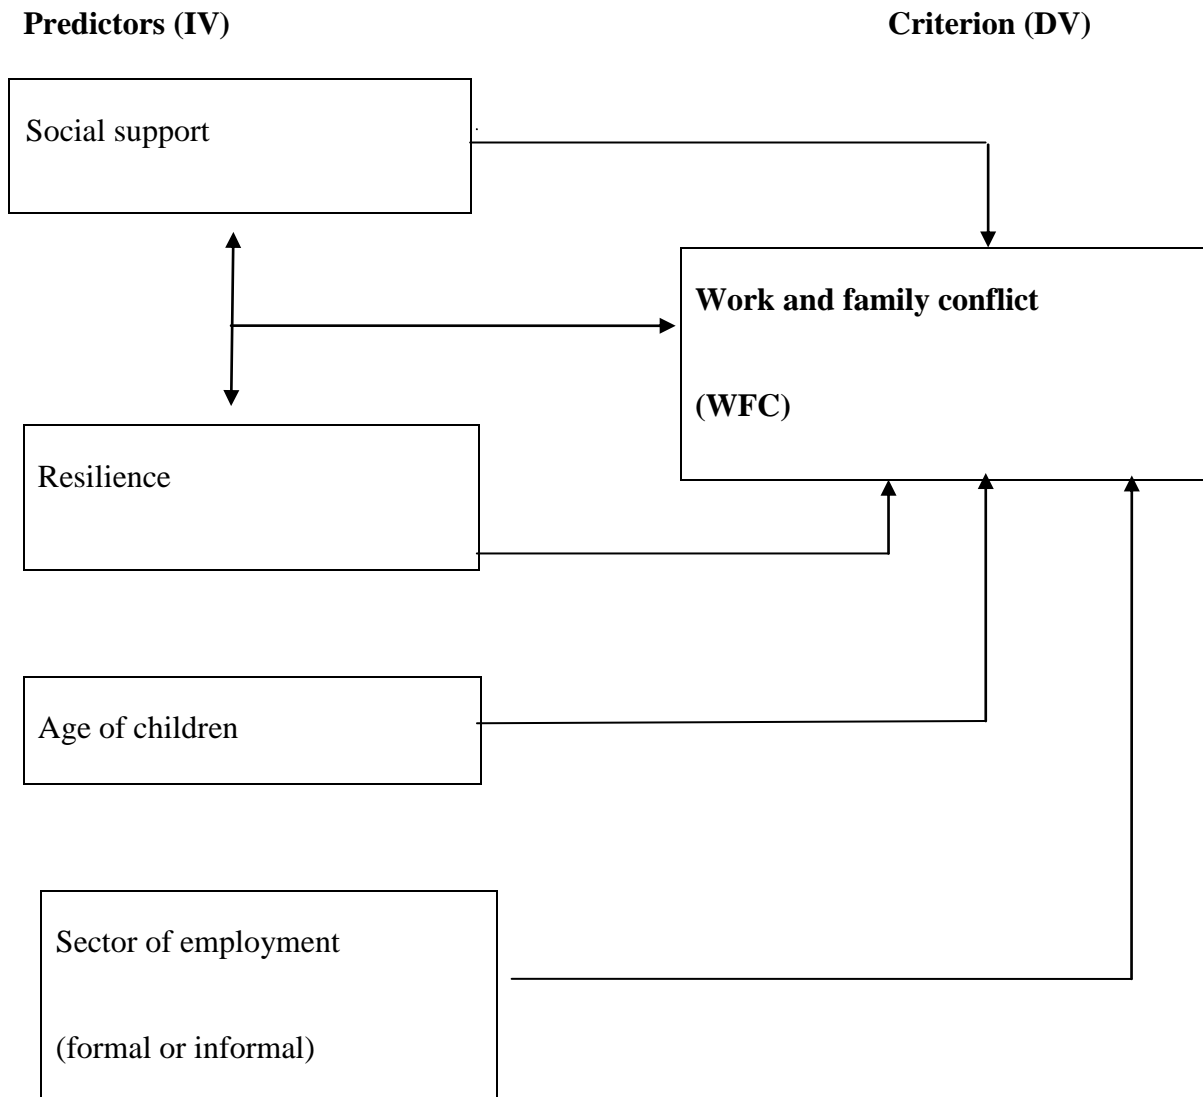 Predictors (IV)
Criterion (DV)
Social support
Work and family conflict
(WFC)
Resilience
Age of children
Sector of employment
(formal or informal)